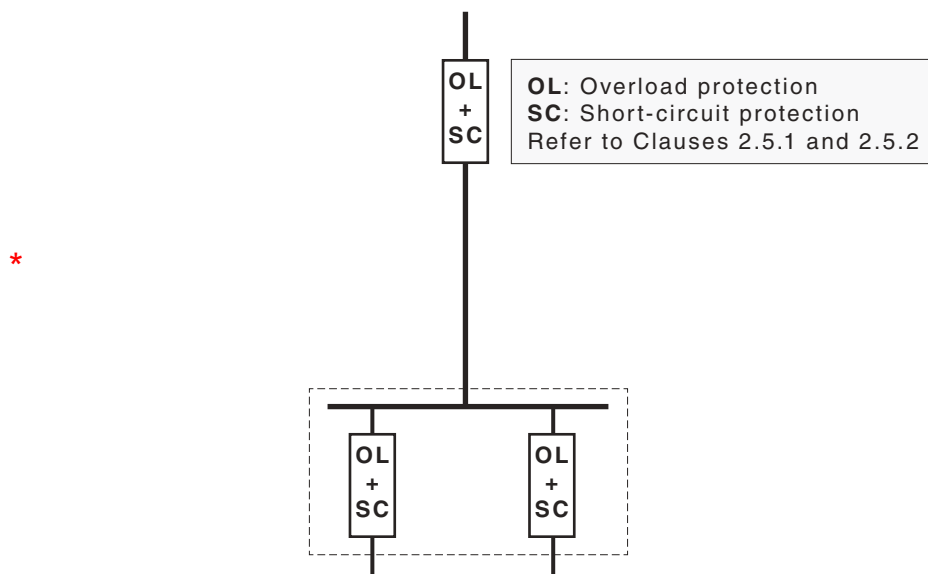 OL
+
SC
OL: Overload protection
SC: Short-circuit protection
Refer to Clauses 2.5.1 and 2.5.2
*
OL
+
SC
OL
+
SC